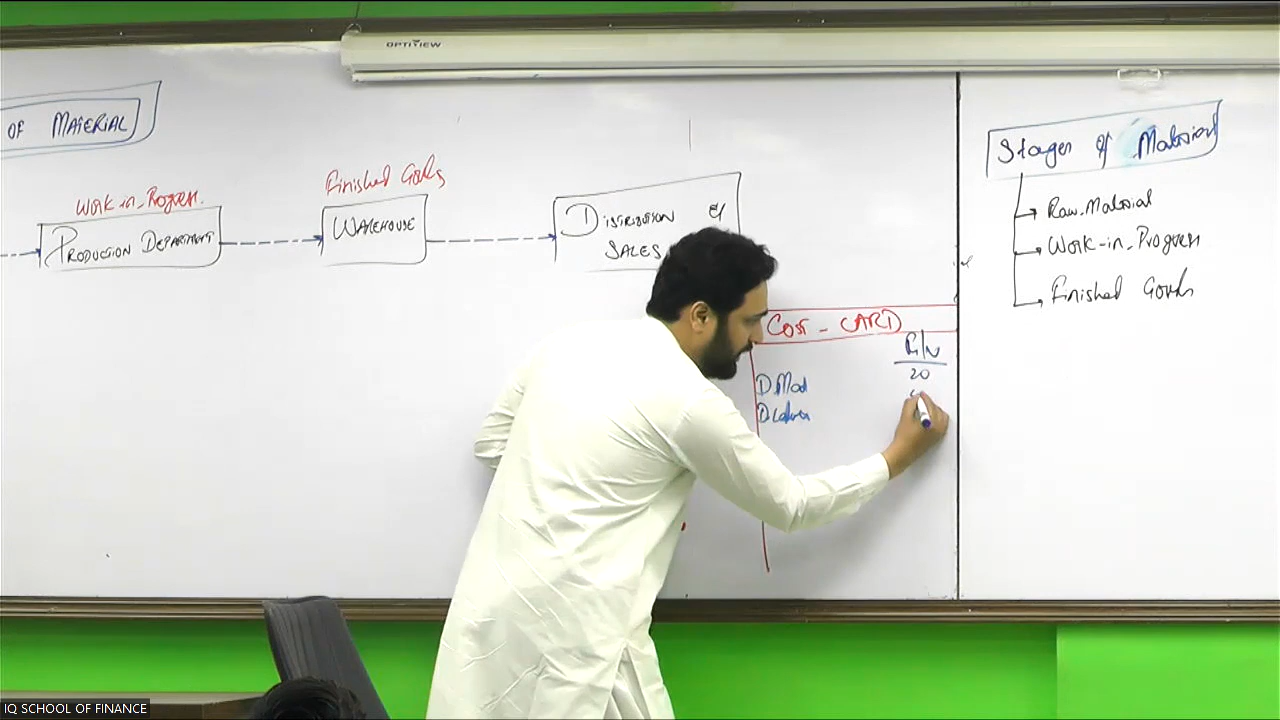 OPTIVIEW
OF MATERIAL
Work-in-Progress.
PRODUCTION DEPARTMENT
Finished Goods
WAREHOUSE
DISTRIBUTION &
SALES
COST - CARD
D.Mat
D.Labour
20
Stages of Material
Raw-Material
Work-in-Progress
Finished Goods
IQ SCHOOL OF FINANCE